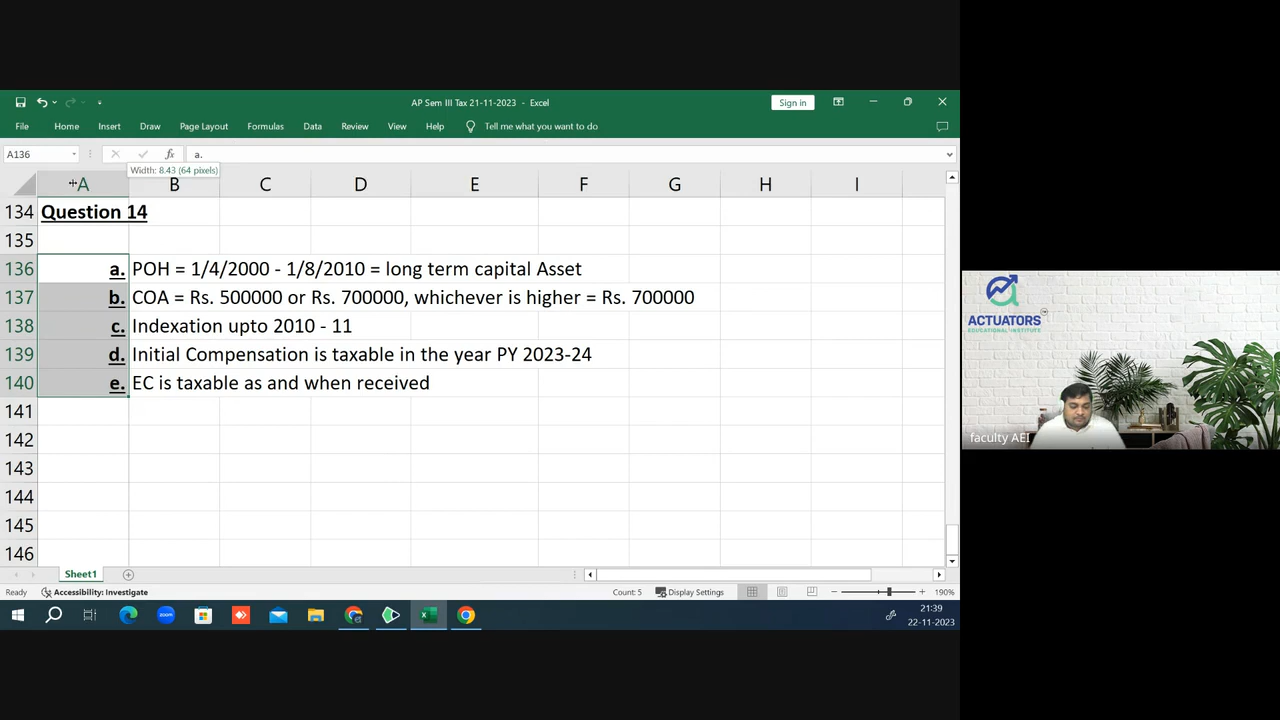 AP Sem III Tax 21-11-2023 - Excel
Sign in
File Home Insert Draw Page Layout Formulas Data Review View Help Tell me what you want to do
A136 fx a.
Width: 8.43 (64 pixels)
A B C D E F G H I
134 Question 14
135
136 a. POH = 1/4/2000 - 1/8/2010 = long term capital Asset
137 b. COA = Rs. 500000 or Rs. 700000, whichever is higher = Rs. 700000
138 c. Indexation upto 2010 - 11
139 d. Initial Compensation is taxable in the year PY 2023-24
140 e. EC is taxable as and when received
141
142
143
144
145
146
Sheet1
Ready Accessibility: Investigate Count: 5 Display Settings 190%
zoom
21:39
22-11-2023
ACTUATORS
EDUCATIONAL INSTITUTE
faculty AEI